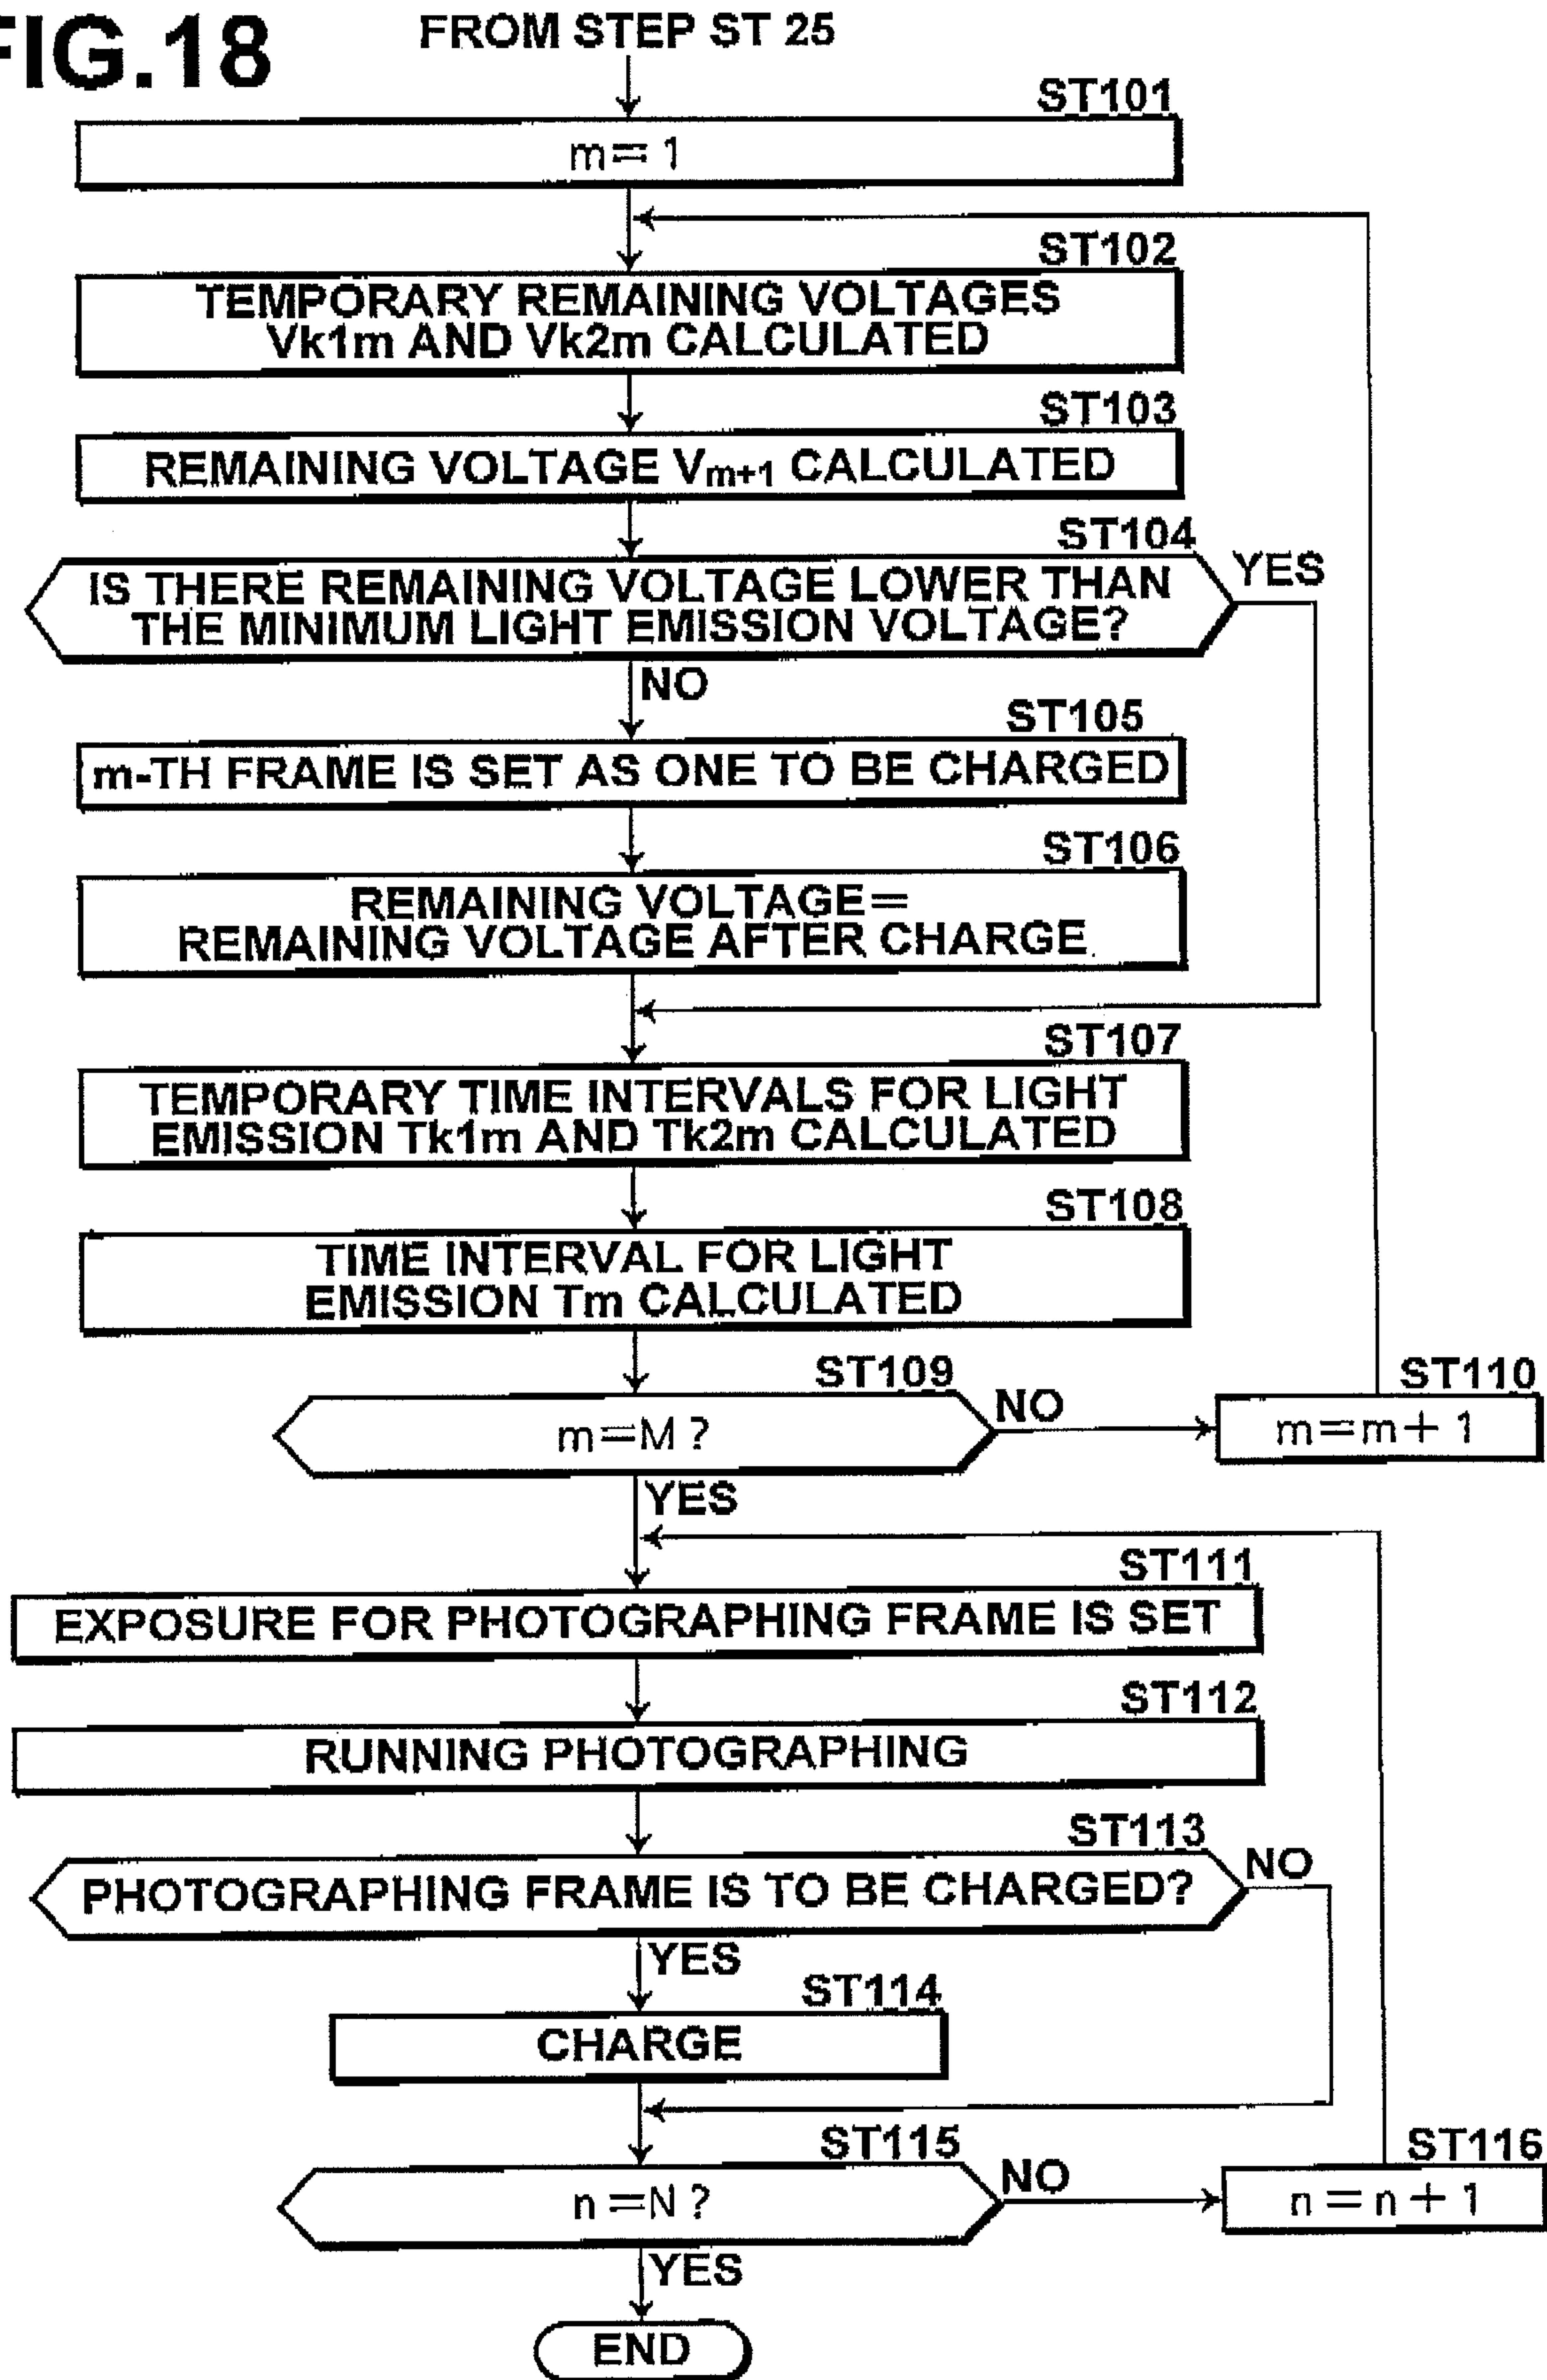 FIG.18
FROM STEP ST 25
ST101
m=1
ST102
TEMPORARY REMAINING VOLTAGES
Vk1m AND Vk2m CALCULATED
ST103
REMAINING VOLTAGE Vm+1 CALCULATED
ST104
IS THERE REMAINING VOLTAGE LOWER THAN
THE MINIMUM LIGHT EMISSION VOLTAGE?
YES
NO
ST105
m-TH FRAME IS SET AS ONE TO BE CHARGED
ST106
REMAINING VOLTAGE=
REMAINING VOLTAGE AFTER CHARGE
ST107
TEMPORARY TIME INTERVALS FOR LIGHT
EMISSION Tk1m AND Tk2m CALCULATED
ST108
TIME INTERVAL FOR LIGHT
EMISSION Tm CALCULATED
ST109
m=M?
NO
ST110
m=m+1
YES
ST111
EXPOSURE FOR PHOTOGRAPHING FRAME IS SET
ST112
RUNNING PHOTOGRAPHING
ST113
PHOTOGRAPHING FRAME IS TO BE CHARGED?
NO
YES
ST114
CHARGE
ST115
n=N?
NO
ST116
n=n+1
YES
END